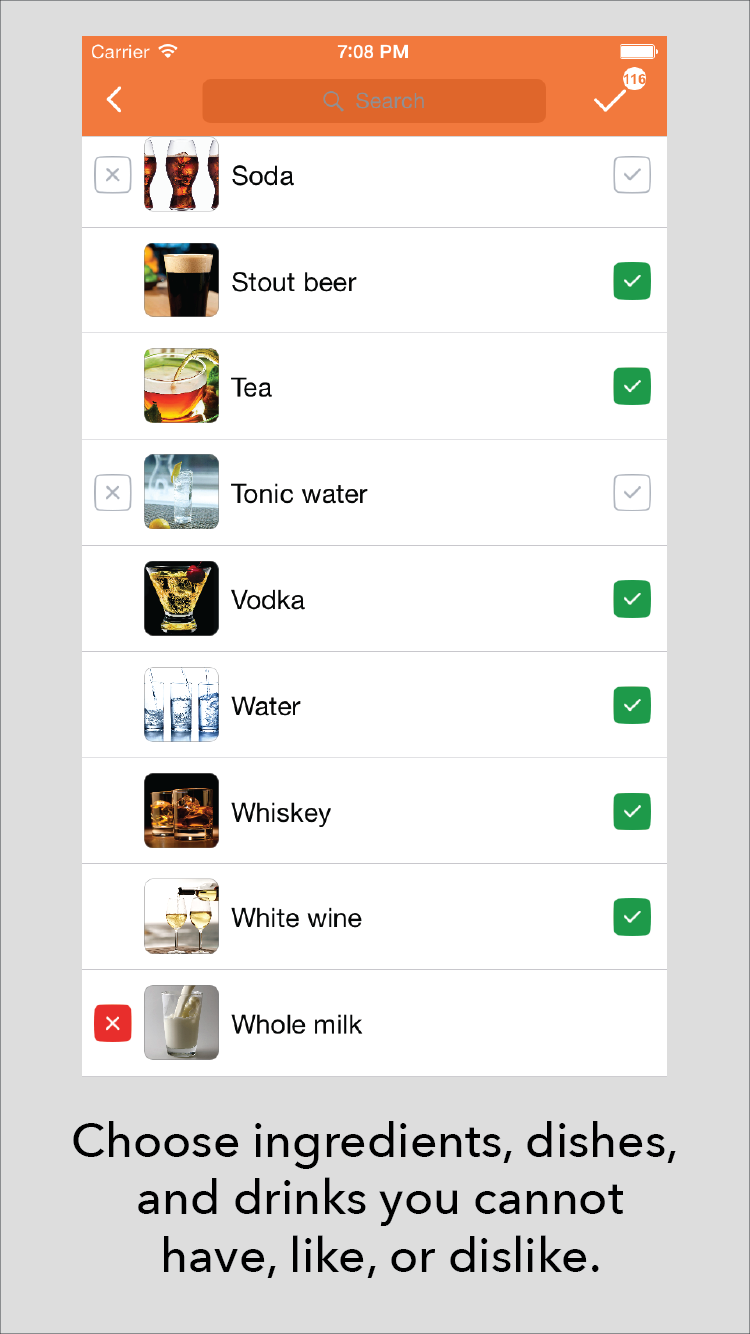 Carrier 7:08 PM
116
Search
Soda
Stout beer
Tea
Tonic water
Vodka
Water
Whiskey
White wine
Whole milk
Choose ingredients, dishes,
and drinks you cannot
have, like, or dislike.